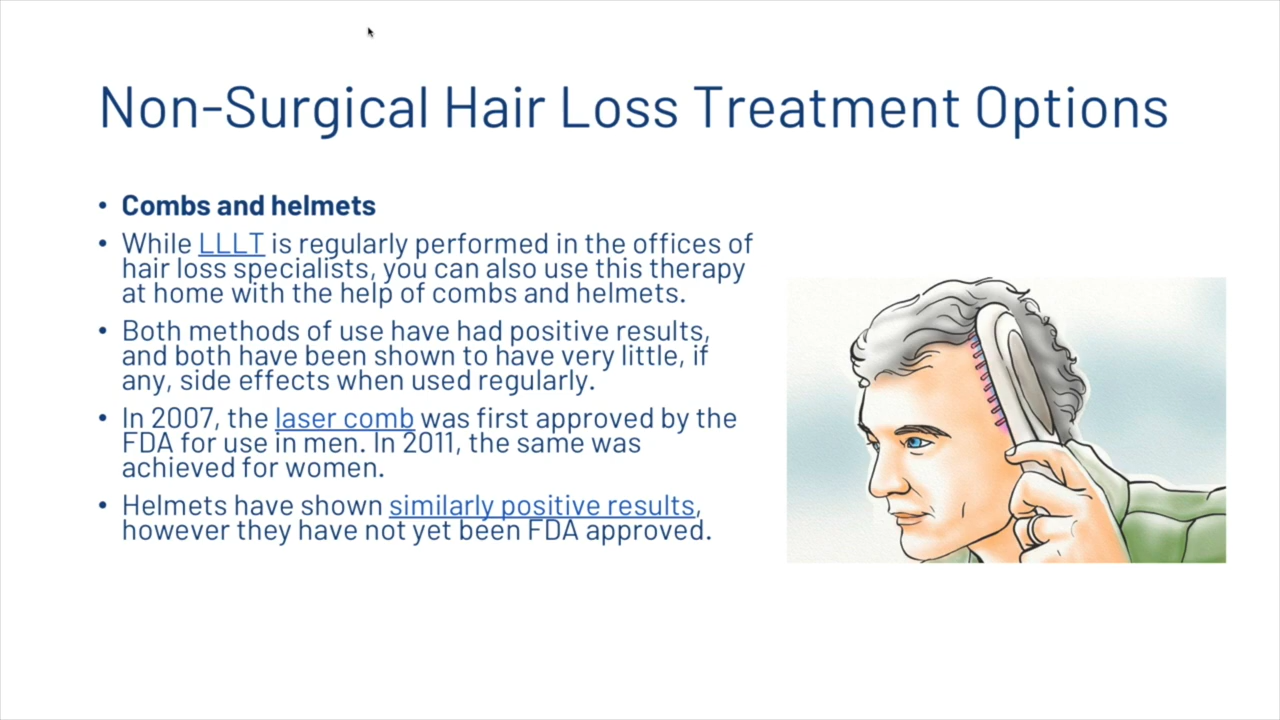 Non-Surgical Hair Loss Treatment Options
• Combs and helmets
• While LLLT is regularly performed in the offices of
hair loss specialists, you can also use this therapy
at home with the help of combs and helmets.
• Both methods of use have had positive results,
and both have been shown to have very little, if
any, side effects when used regularly.
• In 2007, the laser comb was first approved by the
FDA for use in men. In 2011, the same was
achieved for women.
• Helmets have shown similarly positive results,
however they have not yet been FDA approved.